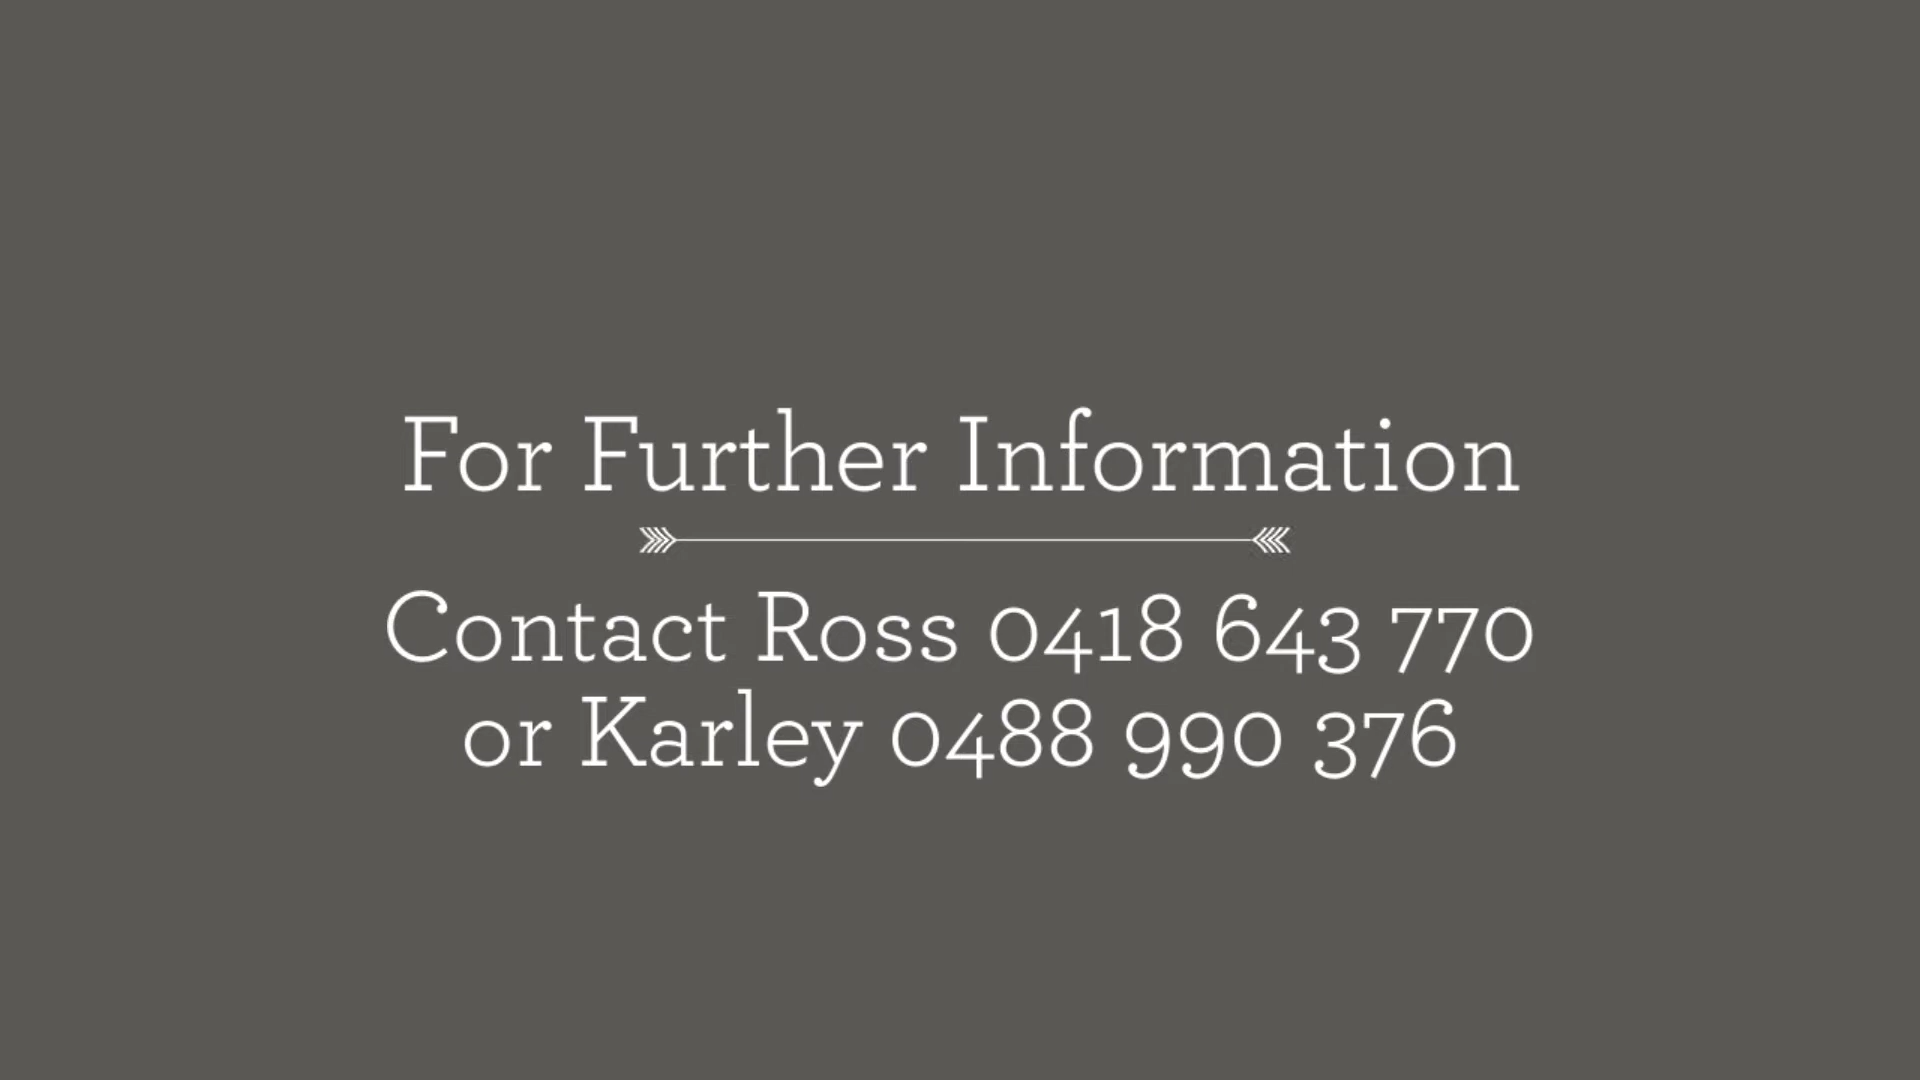 For Further Information
Contact Ross 0418 643 770
or Karley 0488 990 376